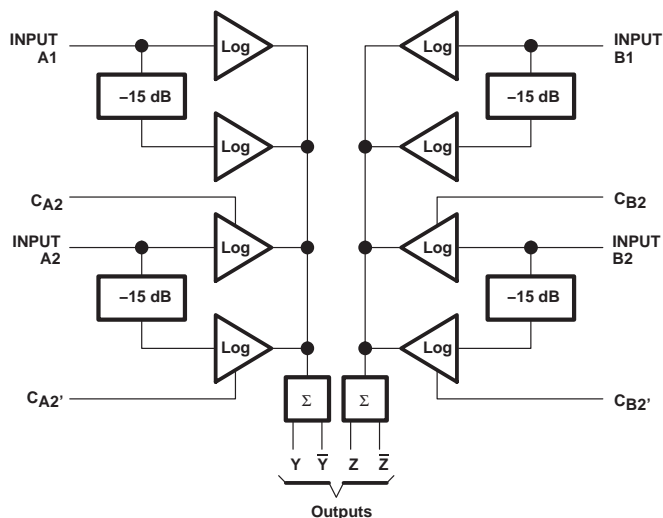 INPUT
A1
Log
Log
INPUT
B1
–15 dB
–15 dB
Log
Log
CA2
CB2
INPUT
A2
Log
Log
INPUT
B2
–15 dB
–15 dB
Log
Log
CA2'
Σ
Σ
CB2'
Y Y̅ Z Z̅
Outputs